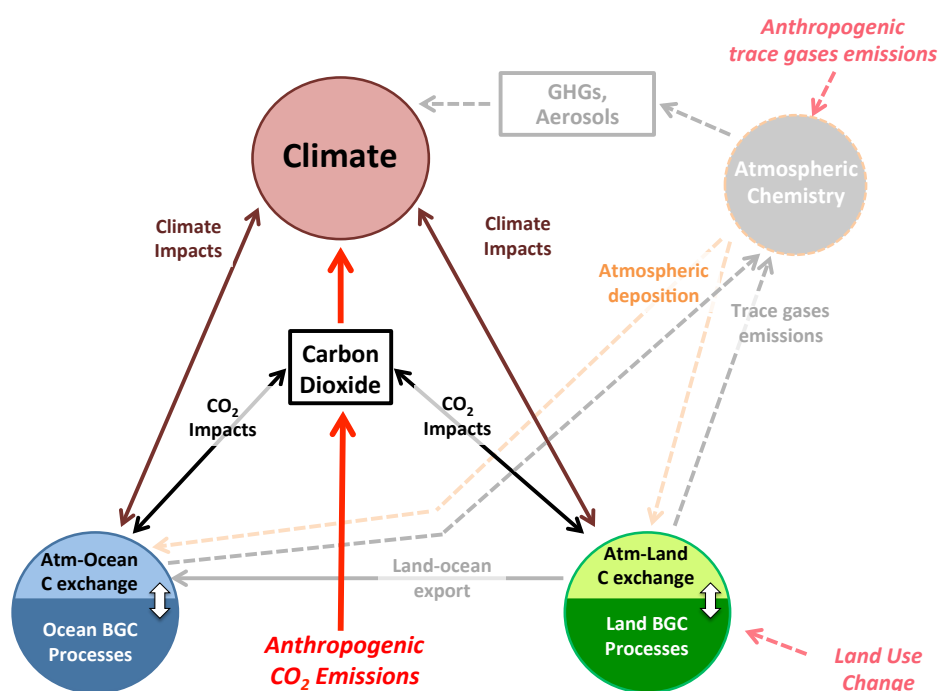 Anthropogenic
trace gases emissions
GHGs,
Aerosols
Climate
Atmospheric
Chemistry
Climate
Impacts
Climate
Impacts
Atmospheric
deposition
Trace gases
emissions
Carbon
Dioxide
CO₂
Impacts
CO₂
Impacts
Atm-Ocean
C exchange
Ocean BGC
Processes
Land-ocean
export
Atm-Land
C exchange
Land BGC
Processes
Anthropogenic
CO₂ Emissions
Land Use
Change